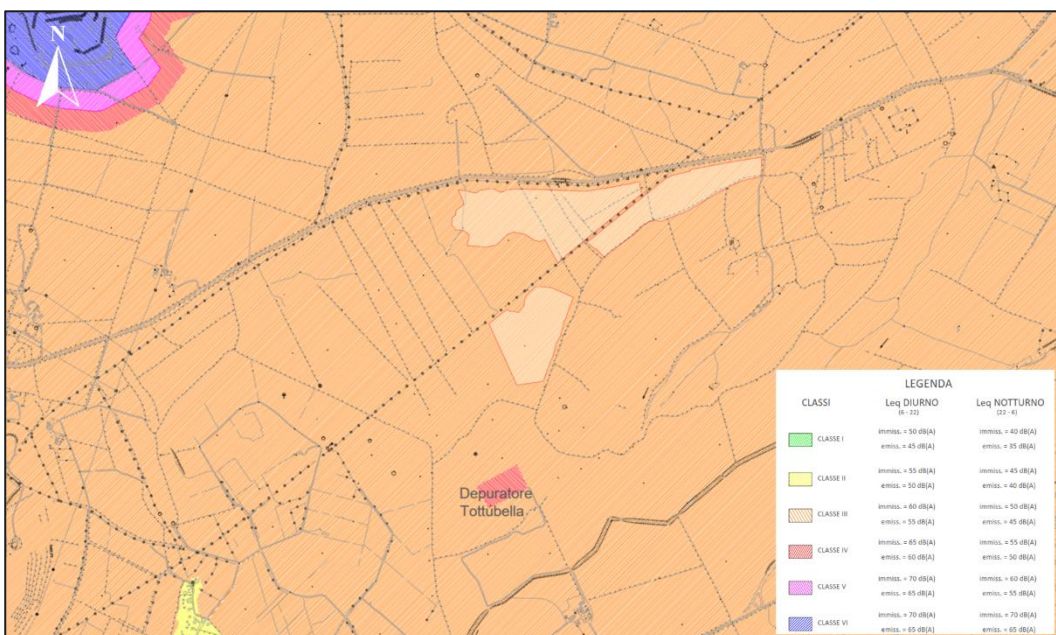 N
Depuratore
Tottubella
LEGENDA
CLASSI Leq DIURNO Leq NOTTURNO
(6 - 22) (22 - 6)
CLASSE I immiss. = 50 dB(A) immiss. = 40 dB(A)
emiss. = 45 dB(A) emiss. = 35 dB(A)
CLASSE II immiss. = 55 dB(A) immiss. = 45 dB(A)
emiss. = 50 dB(A) emiss. = 40 dB(A)
CLASSE III immiss. = 60 dB(A) immiss. = 50 dB(A)
emiss. = 55 dB(A) emiss. = 45 dB(A)
CLASSE IV immiss. = 65 dB(A) immiss. = 55 dB(A)
emiss. = 60 dB(A) emiss. = 50 dB(A)
CLASSE V immiss. = 70 dB(A) immiss. = 60 dB(A)
emiss. = 65 dB(A) emiss. = 55 dB(A)
CLASSE VI immiss. = 70 dB(A) immiss. = 70 dB(A)
emiss. = 65 dB(A) emiss. = 65 dB(A)